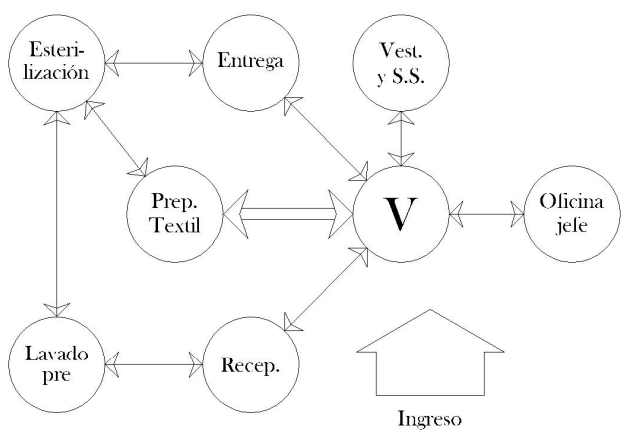 Esteri-
lización
Entrega
Vest.
y S.S.
Prep.
Textil
V
Oficina
jefe
Lavado
pre
Recep.
Ingreso